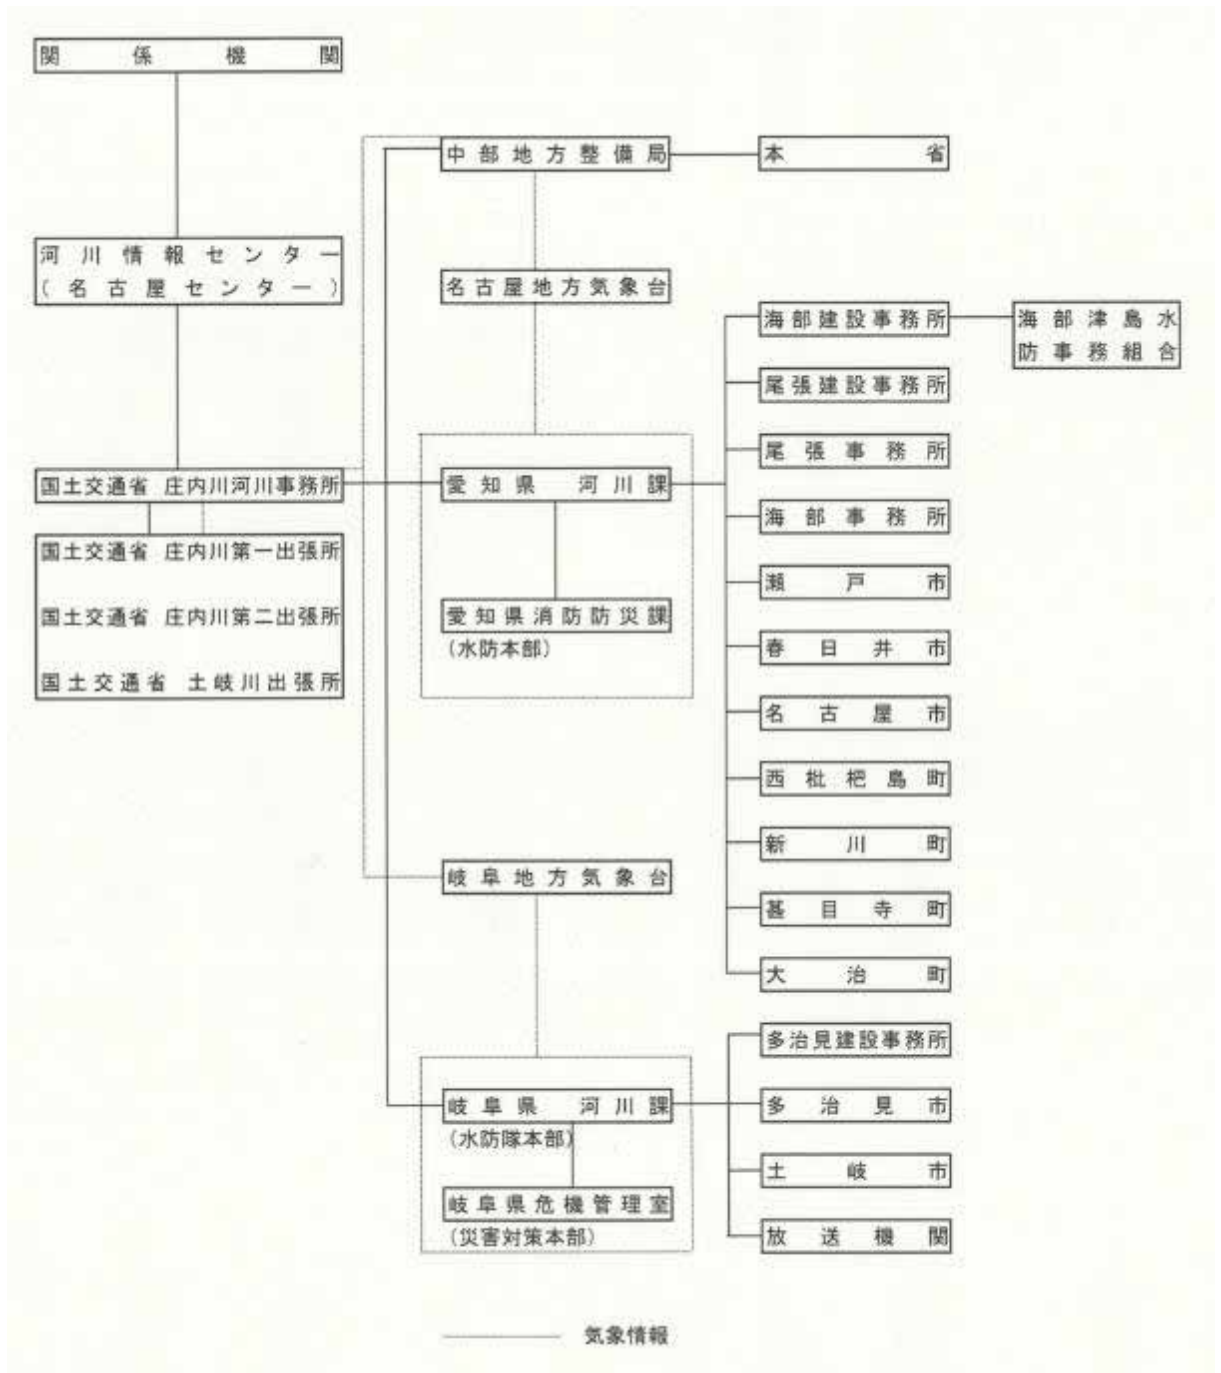 関係機関
中部地方整備局
本省
河川情報センター
(名古屋センター)
名古屋地方気象台
海部建設事務所
海部津島水
防事務組合
尾張建設事務所
尾張事務所
国土交通省 庄内川河川事務所
愛知県 河川課
海部事務所
国土交通省 庄内川第一出張所
瀬戸市
国土交通省 庄内川第二出張所
愛知県消防防災課
(水防本部)
春日井市
国土交通省 土岐川出張所
名古屋市
西枇杷島町
新川町
岐阜地方気象台
甚目寺町
大治町
多治見建設事務所
岐阜県 河川課
(水防隊本部)
多治見市
土岐市
岐阜県危機管理室
(災害対策本部)
放送機関
気象情報